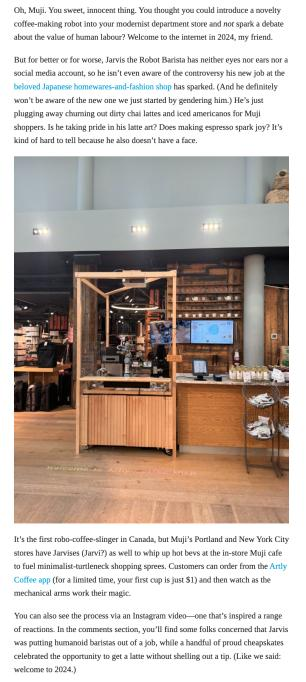 Oh, Muji. You sweet, innocent thing. You thought you could introduce a novelty
coffee-making robot into your modernist department store and not spark a debate
about the value of human labour? Welcome to the internet in 2024, my friend.
But for better or for worse, Jarvis the Robot Barista has neither eyes nor ears nor a
social media account, so he isn't even aware of the controversy his new job at the
beloved Japanese homewares-and-fashion shop has sparked. (And he definitely
won't be aware of the new one we just started by gendering him.) He's just
plugging away churning out dirty chai lattes and iced americanos for Muji
shoppers. Is he taking pride in his latte art? Does making espresso spark joy? It's
kind of hard to tell because he also doesn't have a face.
It's the first robo-coffee-slinger in Canada, but Muji's Portland and New York City
stores have Jarvises (Jarvi?) as well to whip up hot bevs at the in-store Muji cafe
to fuel minimalist-turtleneck shopping sprees. Customers can order from the Artly
Coffee app (for a limited time, your first cup is just $1) and then watch as the
mechanical arms work their magic.
You can also see the process via an Instagram video—one that's inspired a range
of reactions. In the comments section, you'll find some folks concerned that Jarvis
was putting humanoid baristas out of a job, while a handful of proud cheapskates
celebrated the opportunity to get a latte without shelling out a tip. (Like we said:
welcome to 2024.)